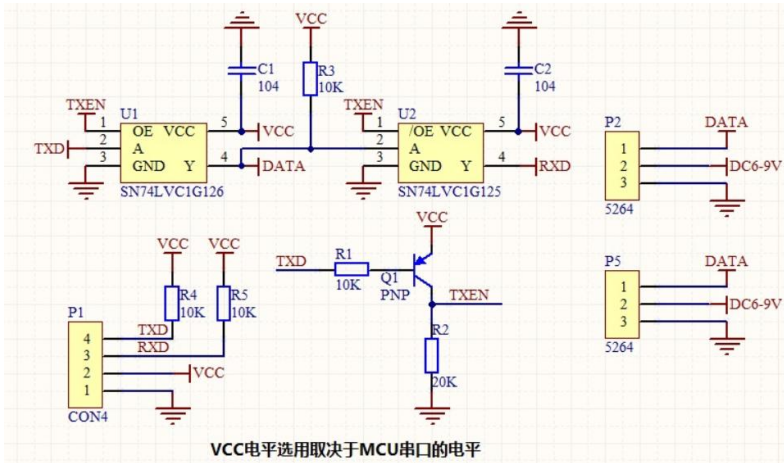 VCC
C1
104
R3
10K
C2
104
TXEN
U1
1
OE VCC
5
VCC
TXD
2
A
3
GND
Y
4
DATA
SN74LVC1G126
TXEN
U2
1
/OE VCC
5
VCC
2
A
3
GND
Y
4
RXD
SN74LVC1G125
P2
DATA
1
2
DC6-9V
3
5264
VCC
VCC
R4
10K
R5
10K
P1
4
TXD
3
RXD
2
VCC
1
CON4
VCC
TXD
R1
10K
Q1
PNP
TXEN
R2
20K
P5
DATA
1
2
DC6-9V
3
5264
VCC电平选用取决于MCU串口的电平